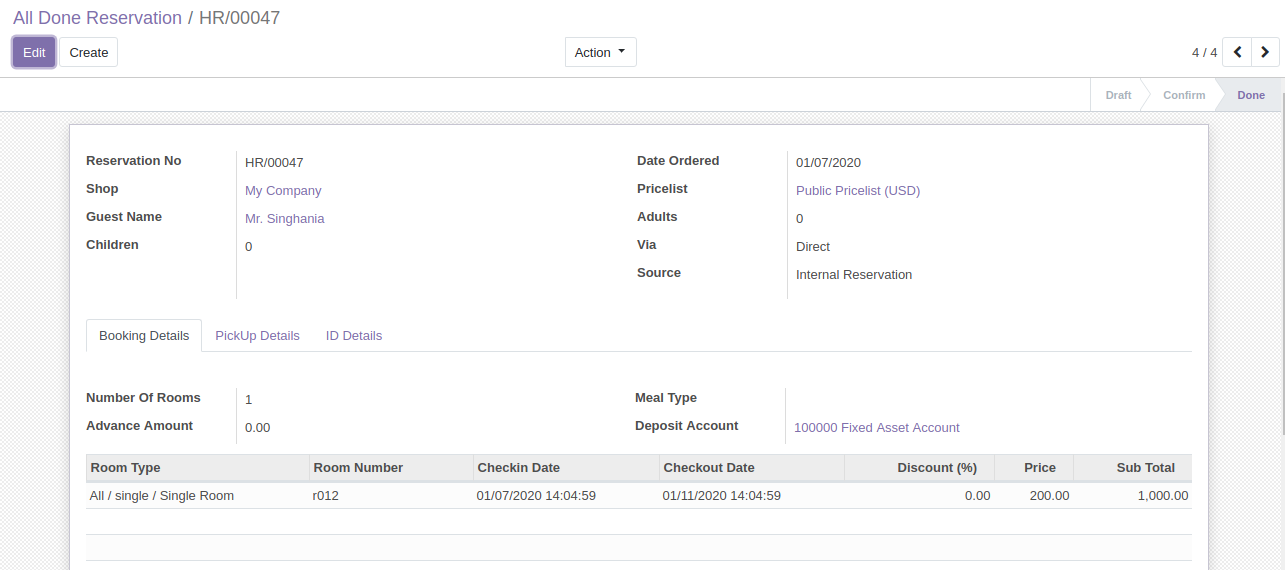 All Done Reservation / HR/00047
Edit Create Action 4 / 4
Draft Confirm Done
Reservation No HR/00047 Date Ordered 01/07/2020
Shop My Company Pricelist Public Pricelist (USD)
Guest Name Mr. Singhania Adults 0
Children 0 Via Direct
Source Internal Reservation
Booking Details PickUp Details ID Details
Number Of Rooms 1 Meal Type
Advance Amount 0.00 Deposit Account 100000 Fixed Asset Account
Room Type Room Number Checkin Date Checkout Date Discount (%) Price Sub Total
All / single / Single Room r012 01/07/2020 14:04:59 01/11/2020 14:04:59 0.00 200.00 1,000.00